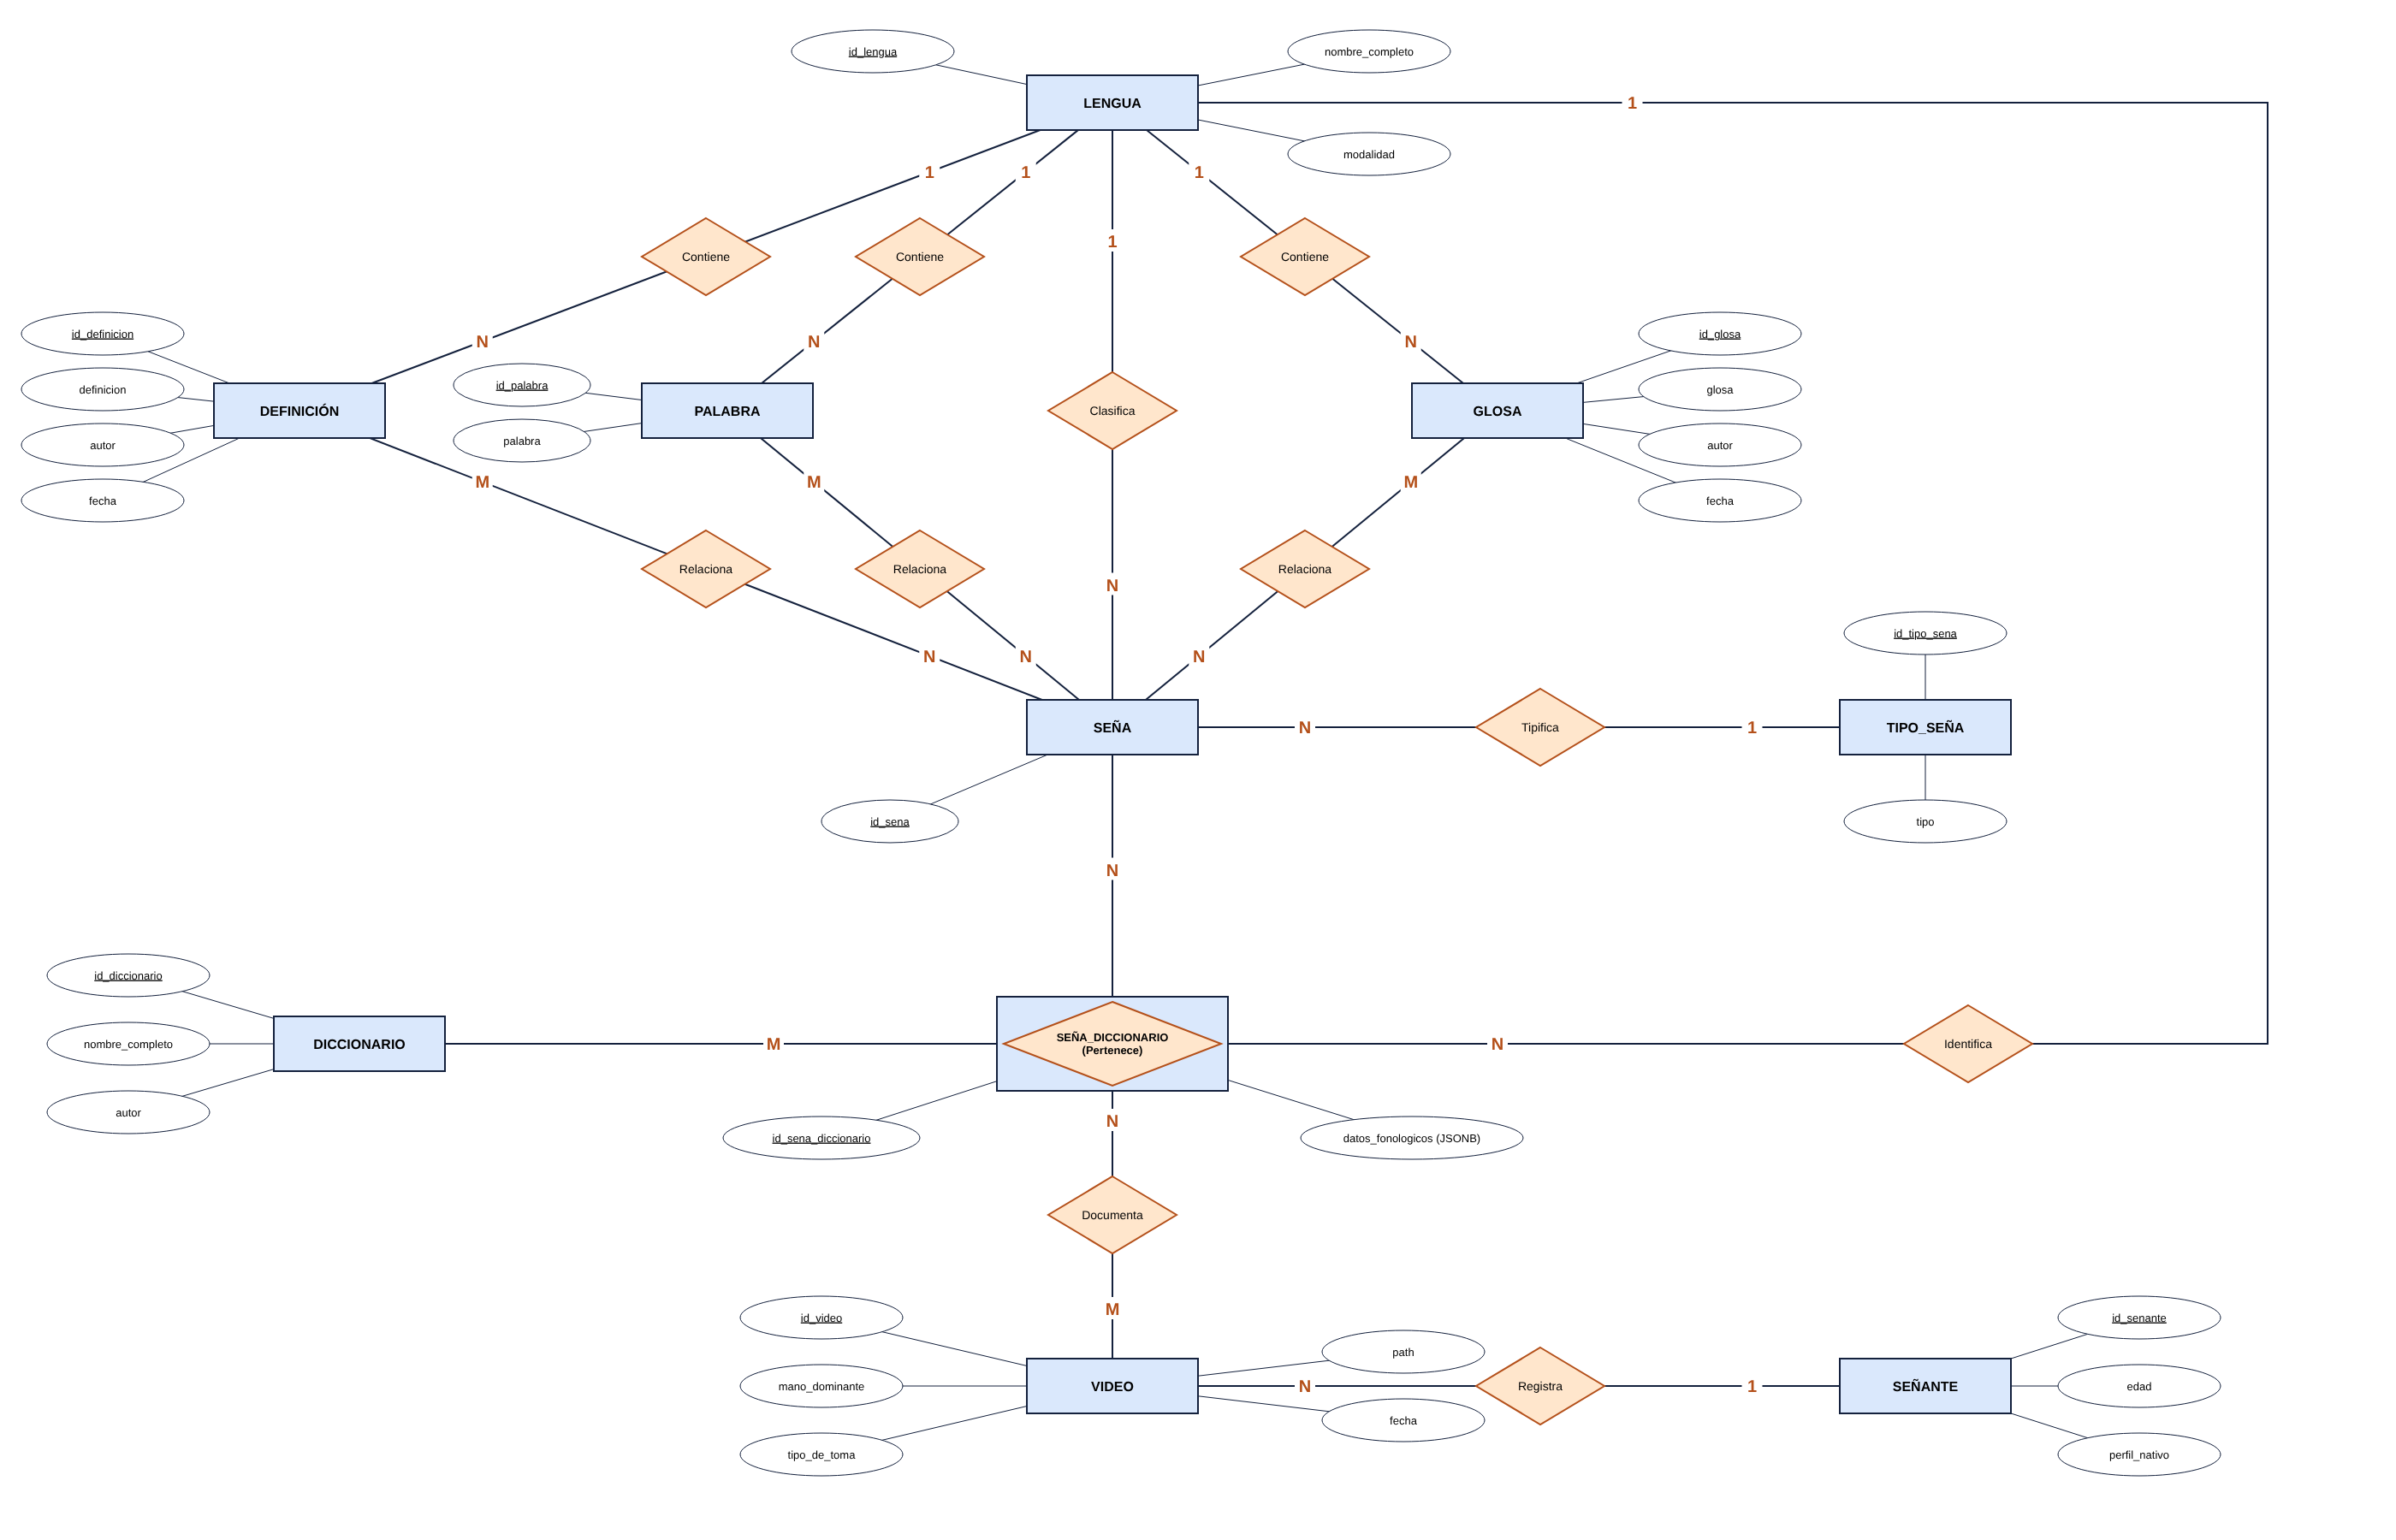 id_lengua
nombre_completo
LENGUA
1
modalidad
1
1
1
1
Contiene
Contiene
Contiene
id_definicion
id_glosa
N
N
N
id_palabra
definicion
glosa
DEFINICIÓN
PALABRA
Clasifica
GLOSA
palabra
autor
autor
M
M
M
fecha
fecha
Relaciona
Relaciona
Relaciona
N
id_tipo_sena
N
N
N
SEÑA
N
Tipifica
1
TIPO_SEÑA
id_sena
tipo
N
id_diccionario
nombre_completo
DICCIONARIO
M
SEÑA_DICCIONARIO
(Pertenece)
N
Identifica
autor
N
id_sena_diccionario
datos_fonologicos (JSONB)
Documenta
M
id_video
id_senante
path
mano_dominante
VIDEO
N
Registra
1
SEÑANTE
edad
fecha
tipo_de_toma
perfil_nativo